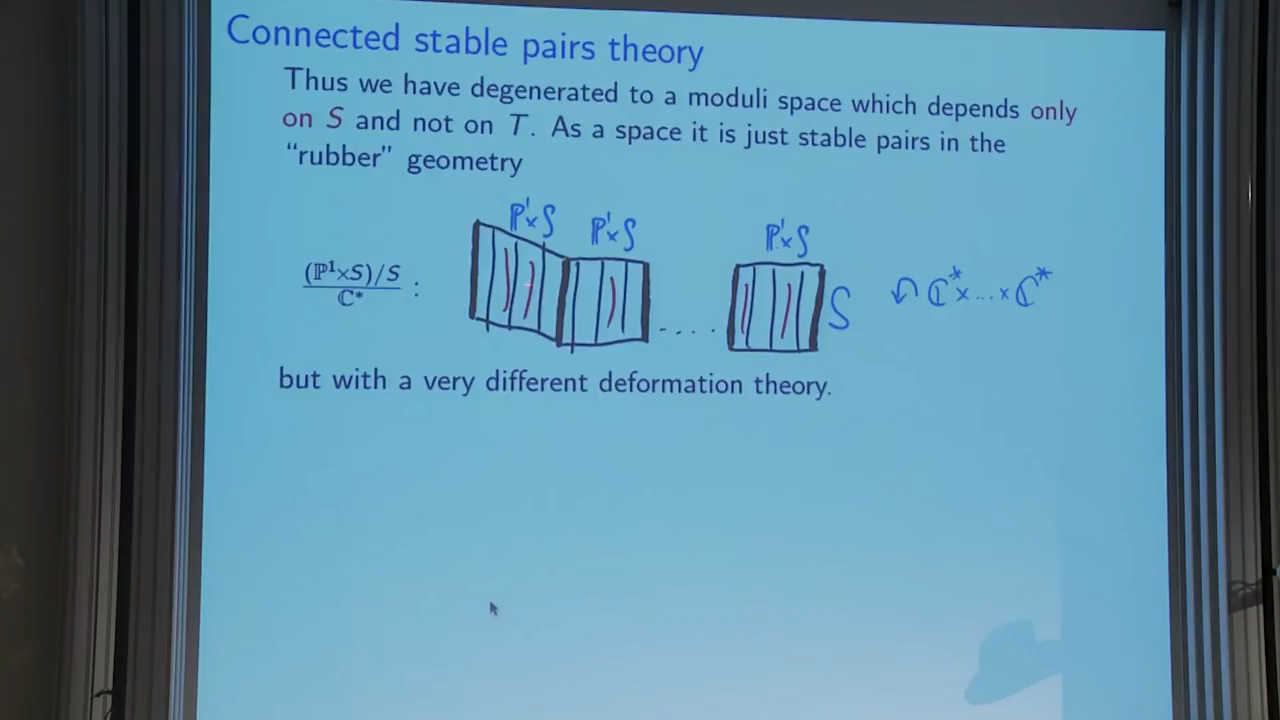 Connected stable pairs theory
Thus we have degenerated to a moduli space which depends only
on S and not on T. As a space it is just stable pairs in the
“rubber” geometry
ℙ¹×S ℙ¹×S ℙ¹×S
(ℙ¹×S)/S
ℂ* :
.... S ↶ ℂ*×...×ℂ*
but with a very different deformation theory.